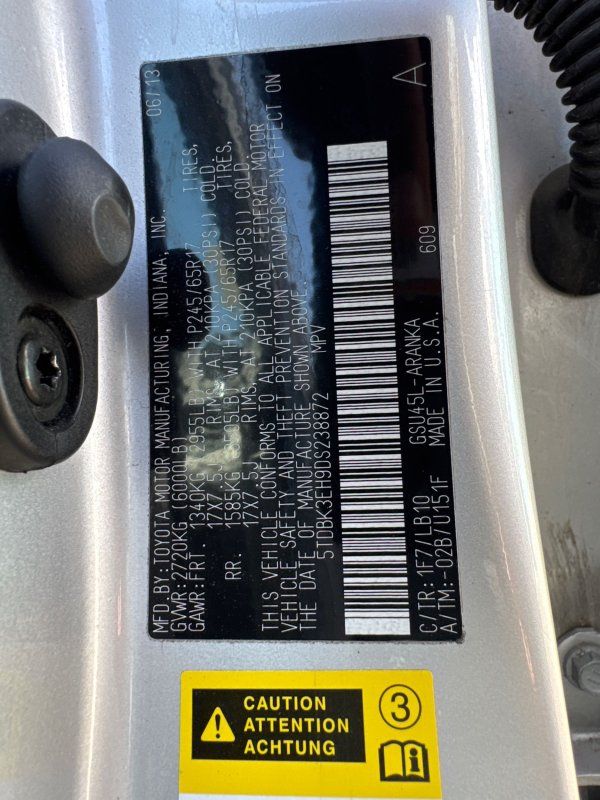 MFD.BY:TOYOTA MOTOR MANUFACTURING, INDIANA, INC. 06/13
GVWR:2720KG (6000LB)
GAWR:FRT. 1340KG( 2955LB) WITH P245/65R17 TIRES,
17X7.5J RIMS, AT 210KPA (30PSI) COLD.
RR. 1585KG WITH P245/65R17 TIRES,
17X7.5J RIMS, AT 210KPA (30PSI) COLD.
THIS VEHICLE CONFORMS TO ALL APPLICABLE FEDERAL MOTOR
VEHICLE SAFETY AND THEFT PREVENTION STANDARDS IN EFFECT ON
THE DATE OF MANUFACTURE SHOWN ABOVE.
5TDBK3EH9DS238872 MPV
C/TR: 1F7/LB10 GSU45L-ARANKA 609
A/TM:-02B/U151F MADE IN U.S.A. A
CAUTION
ATTENTION
ACHTUNG
3